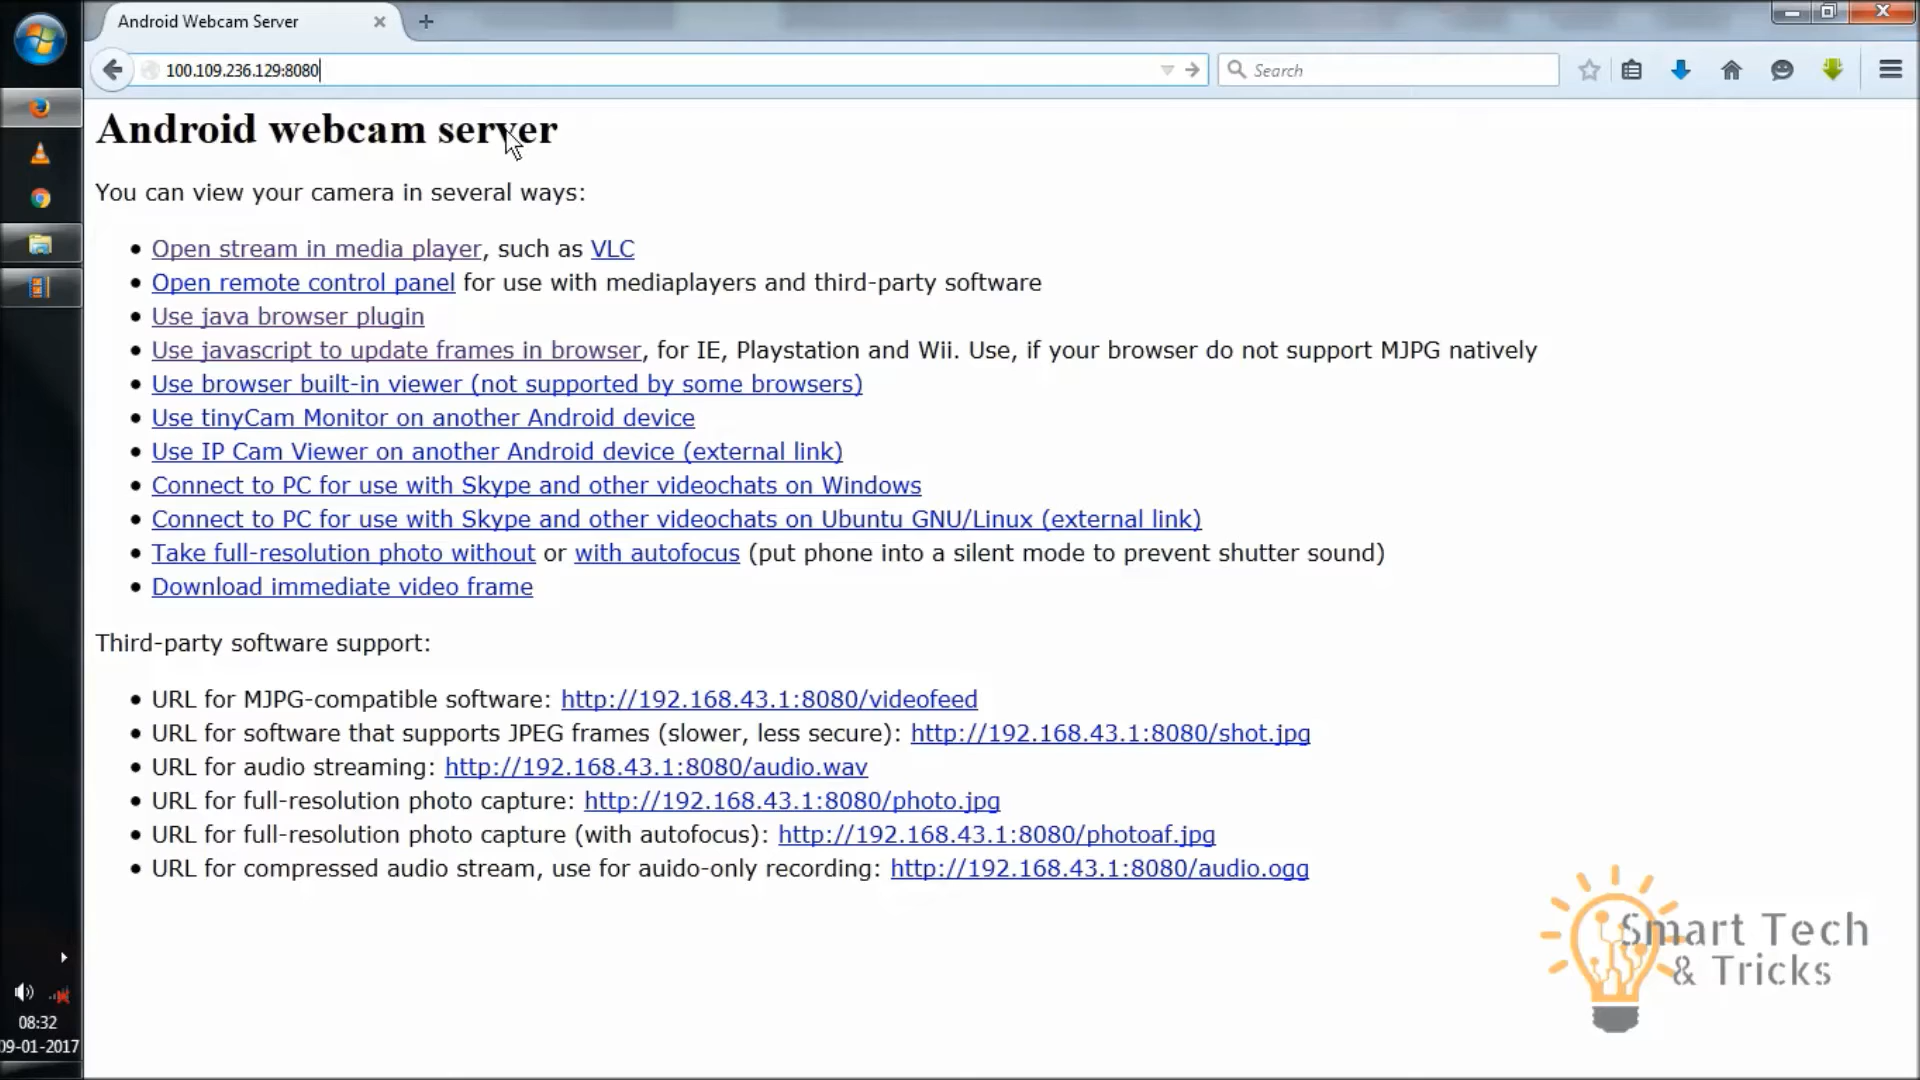 Android Webcam Server
100.109.236.129:8080
Search
Android webcam server
You can view your camera in several ways:
Open stream in media player, such as VLC
Open remote control panel for use with mediaplayers and third-party software
Use java browser plugin
Use javascript to update frames in browser, for IE, Playstation and Wii. Use, if your browser do not support MJPG natively
Use browser built-in viewer (not supported by some browsers)
Use tinyCam Monitor on another Android device
Use IP Cam Viewer on another Android device (external link)
Connect to PC for use with Skype and other videochats on Windows
Connect to PC for use with Skype and other videochats on Ubuntu GNU/Linux (external link)
Take full-resolution photo without or with autofocus (put phone into a silent mode to prevent shutter sound)
Download immediate video frame
Third-party software support:
URL for MJPG-compatible software: http://192.168.43.1:8080/videofeed
URL for software that supports JPEG frames (slower, less secure): http://192.168.43.1:8080/shot.jpg
URL for audio streaming: http://192.168.43.1:8080/audio.wav
URL for full-resolution photo capture: http://192.168.43.1:8080/photo.jpg
URL for full-resolution photo capture (with autofocus): http://192.168.43.1:8080/photoaf.jpg
URL for compressed audio stream, use for auido-only recording: http://192.168.43.1:8080/audio.ogg
Smart Tech
& Tricks
08:32
09-01-2017